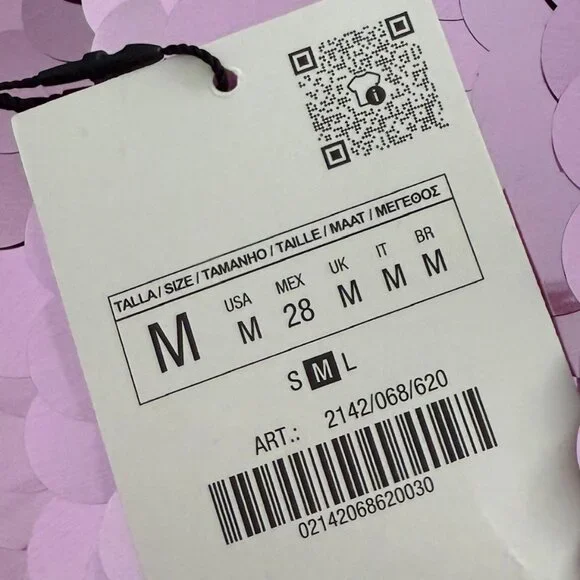 TALLA / SIZE / TAMANHO / TAILLE / MAAT / ΜΕΓΕΘΟΣ
USA MEX UK IT BR
M M 28 M M M
S M L
ART.: 2142/068/620
02142068620030